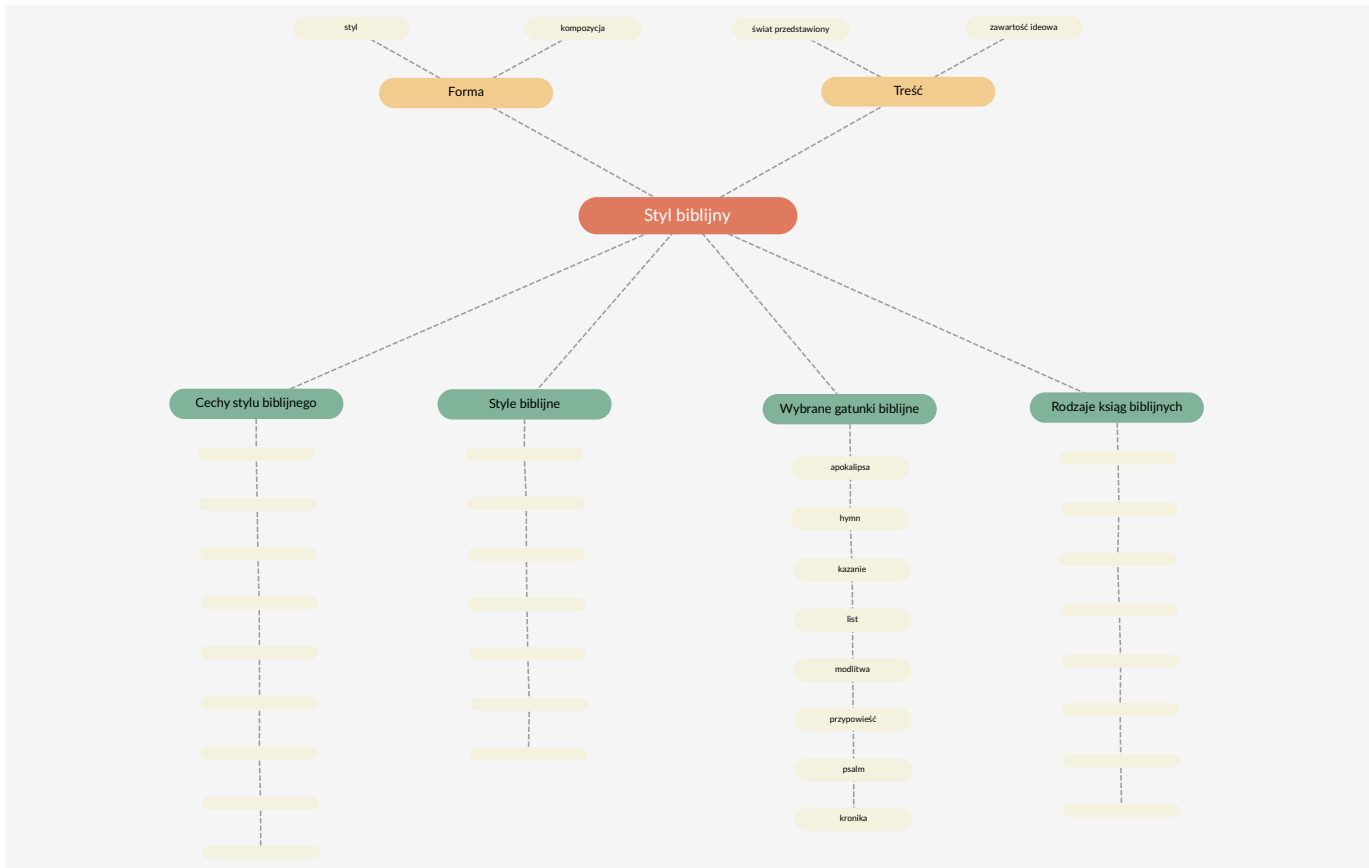 styl
kompozycja
świat przedstawiony
zawartość ideowa
Forma
Treść
Styl biblijny
Cechy stylu biblijnego
Style biblijne
Wybrane gatunki biblijne
Rodzaje ksiąg biblijnych
apokalipsa
hymn
kazanie
list
modlitwa
przypowieść
psalm
kronika